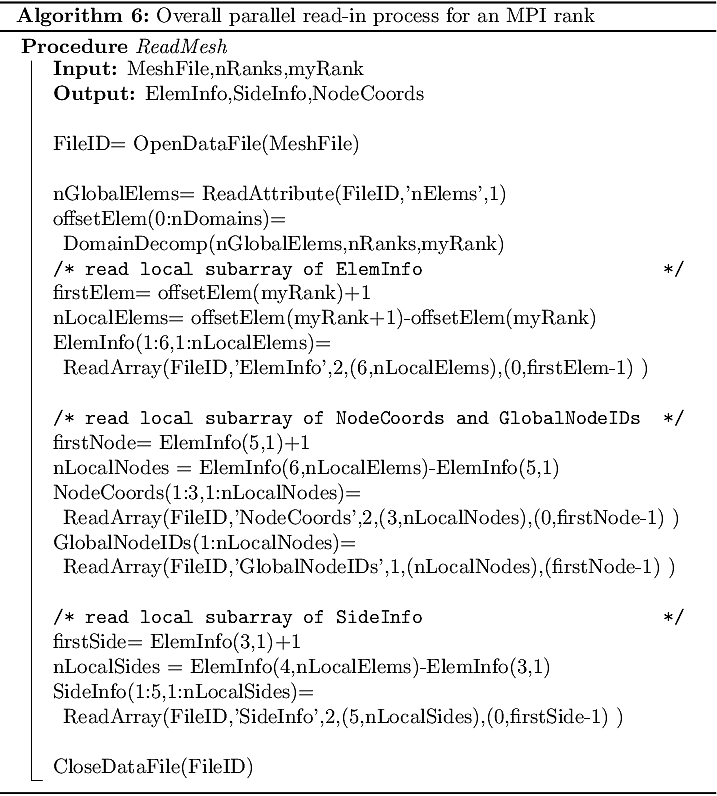 Algorithm 6: Overall parallel read-in process for an MPI rank
Procedure ReadMesh
Input: MeshFile,nRanks,myRank
Output: ElemInfo,SideInfo,NodeCoords
FileID= OpenDataFile(MeshFile)
nGlobalElems= ReadAttribute(FileID,'nElems',1)
offsetElem(0:nDomains)=
DomainDecomp(nGlobalElems,nRanks,myRank)
/* read local subarray of ElemInfo */
firstElem= offsetElem(myRank)+1
nLocalElems= offsetElem(myRank+1)-offsetElem(myRank)
ElemInfo(1:6,1:nLocalElems)=
ReadArray(FileID,'ElemInfo',2,(6,nLocalElems),(0,firstElem-1) )
/* read local subarray of NodeCoords and GlobalNodeIDs */
firstNode= ElemInfo(5,1)+1
nLocalNodes = ElemInfo(6,nLocalElems)-ElemInfo(5,1)
NodeCoords(1:3,1:nLocalNodes)=
ReadArray(FileID,'NodeCoords',2,(3,nLocalNodes),(0,firstNode-1) )
GlobalNodeIDs(1:nLocalNodes)=
ReadArray(FileID,'GlobalNodeIDs',1,(nLocalNodes),(firstNode-1) )
/* read local subarray of SideInfo */
firstSide= ElemInfo(3,1)+1
nLocalSides = ElemInfo(4,nLocalElems)-ElemInfo(3,1)
SideInfo(1:5,1:nLocalSides)=
ReadArray(FileID,'SideInfo',2,(5,nLocalSides),(0,firstSide-1) )
CloseDataFile(FileID)